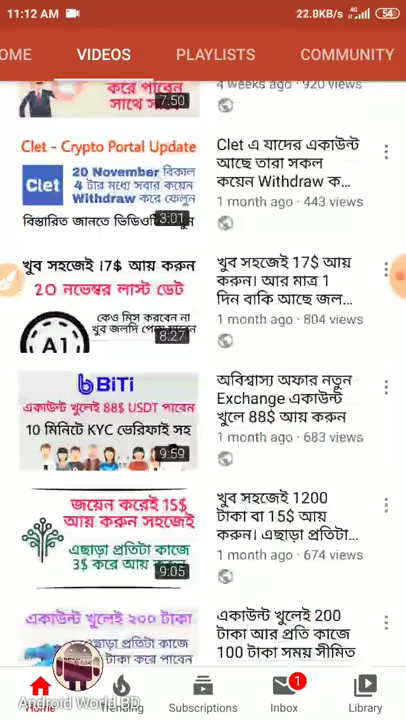 11:12 AM
22.0KB/s 4G 54
OME VIDEOS PLAYLISTS COMMUNITY
করে পাবেন
সাথে সাথে
7:50
4 weeks ago · 920 views
Clet - Crypto Portal Update
Clet
20 November বিকাল
4 টার মধ্যে সবার কয়েন
Withdraw করে ফেলুন
বিস্তারিত জানতে ভিডিওটি
3:01
Clet এ যাদের একাউন্ট
আছে তারা সকল
কয়েন Withdraw ক...
1 month ago · 443 views
খুব সহজেই 17$ আয় করুন
20 নভেম্বর লাস্ট ডেট
কেও মিস করবেন না
খুব জলদি
A1
8:27
খুব সহজেই 17$ আয়
করুন। আর মাত্র 1
দিন বাকি আছে জল...
1 month ago · 804 views
BiTi
একাউন্ট খুলেই 88$ USDT পাবেন
10 মিনিটে KYC ভেরিফাই সহ
9:59
অবিশ্বাস্য অফার নতুন
Exchange একাউন্ট
খুলে 88$ আয় করুন
1 month ago · 683 views
জয়েন করেই 15$
আয় করুন সহজেই
এছাড়া প্রতিটা কাজে
3$ করে আয়
9:05
খুব সহজেই 1200
টাকা বা 15$ আয়
করুন। এছাড়া প্রতিটা...
1 month ago · 674 views
একাউন্ট খুলেই ২০০ টাকা
এছাড়া প্রতিটা কাজে
টাকা করে পাবেন
একাউন্ট খুলেই 200
টাকা আর প্রতি কাজে
100 টাকা সময় সীমিত
Home Trending Subscriptions Inbox Library
1
Android World BD